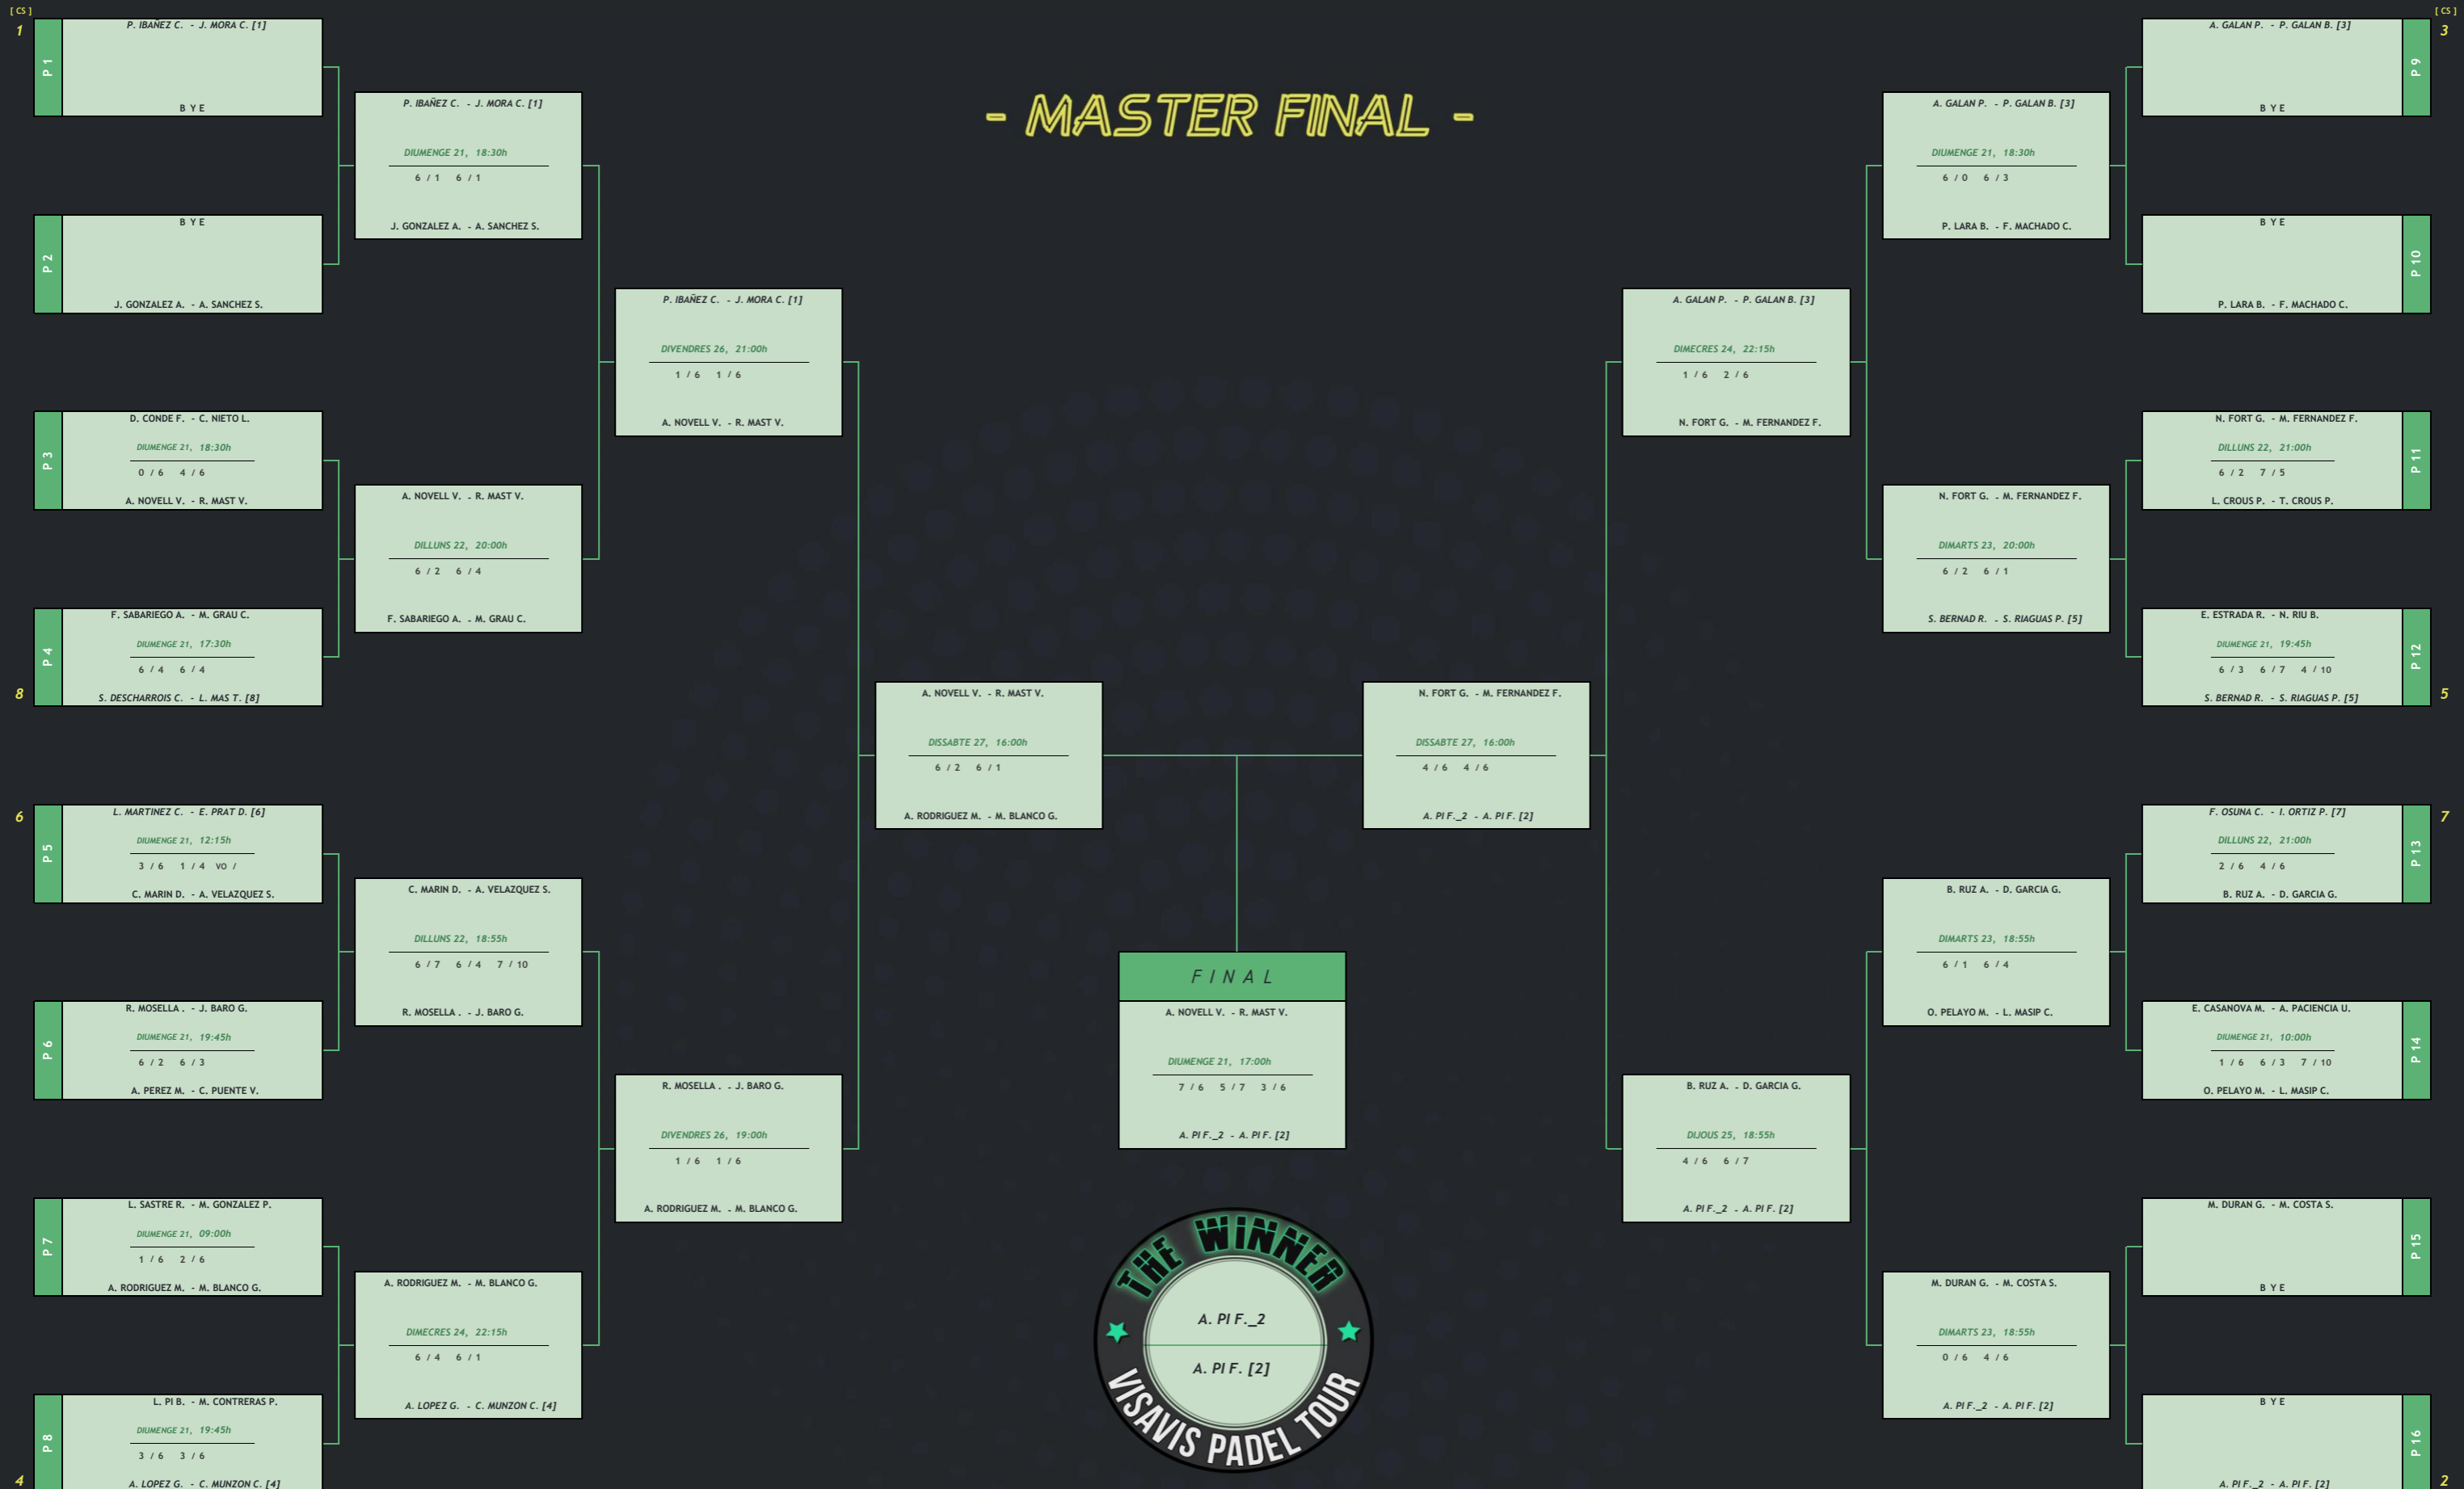 [ CS ]
1
P 1
P. IBAÑEZ C. - J. MORA C. [1]
B Y E
P 2
B Y E
J. GONZALEZ A. - A. SANCHEZ S.
P 3
D. CONDE F. - C. NIETO L.
DIUMENGE 21, 18:30h
0 / 6 4 / 6
A. NOVELL V. - R. MAST V.
P 4
F. SABARIEGO A. - M. GRAU C.
DIUMENGE 21, 17:30h
6 / 4 6 / 4
S. DESCHARROIS C. - L. MAS T. [8]
8
6
P 5
L. MARTINEZ C. - E. PRAT D. [6]
DIUMENGE 21, 12:15h
3 / 6 1 / 4 VO /
C. MARIN D. - A. VELAZQUEZ S.
P 6
R. MOSELLA . - J. BARO G.
DIUMENGE 21, 19:45h
6 / 2 6 / 3
A. PEREZ M. - C. PUENTE V.
P 7
L. SASTRE R. - M. GONZALEZ P.
DIUMENGE 21, 09:00h
1 / 6 2 / 6
A. RODRIGUEZ M. - M. BLANCO G.
P 8
L. PI B. - M. CONTRERAS P.
DIUMENGE 21, 19:45h
3 / 6 3 / 6
A. LOPEZ G. - C. MUNZON C. [4]
4
P. IBAÑEZ C. - J. MORA C. [1]
DIUMENGE 21, 18:30h
6 / 1 6 / 1
J. GONZALEZ A. - A. SANCHEZ S.
A. NOVELL V. - R. MAST V.
DILLUNS 22, 20:00h
6 / 2 6 / 4
F. SABARIEGO A. - M. GRAU C.
C. MARIN D. - A. VELAZQUEZ S.
DILLUNS 22, 18:55h
6 / 7 6 / 4 7 / 10
R. MOSELLA . - J. BARO G.
A. RODRIGUEZ M. - M. BLANCO G.
DIMECRES 24, 22:15h
6 / 4 6 / 1
A. LOPEZ G. - C. MUNZON C. [4]
P. IBAÑEZ C. - J. MORA C. [1]
DIVENDRES 26, 21:00h
1 / 6 1 / 6
A. NOVELL V. - R. MAST V.
R. MOSELLA . - J. BARO G.
DIVENDRES 26, 19:00h
1 / 6 1 / 6
A. RODRIGUEZ M. - M. BLANCO G.
A. NOVELL V. - R. MAST V.
DISSABTE 27, 16:00h
6 / 2 6 / 1
A. RODRIGUEZ M. - M. BLANCO G.
- MASTER FINAL -
FINAL
A. NOVELL V. - R. MAST V.
DIUMENGE 21, 17:00h
7 / 6 5 / 7 3 / 6
A. PI F._2 - A. PI F. [2]
THE WINNER
A. PI F._2
A. PI F. [2]
VISAVIS PADEL TOUR
N. FORT G. - M. FERNANDEZ F.
DISSABTE 27, 16:00h
4 / 6 4 / 6
A. PI F._2 - A. PI F. [2]
A. GALAN P. - P. GALAN B. [3]
DIMECRES 24, 22:15h
1 / 6 2 / 6
N. FORT G. - M. FERNANDEZ F.
B. RUZ A. - D. GARCIA G.
DIJOUS 25, 18:55h
4 / 6 6 / 7
A. PI F._2 - A. PI F. [2]
A. GALAN P. - P. GALAN B. [3]
DIUMENGE 21, 18:30h
6 / 0 6 / 3
P. LARA B. - F. MACHADO C.
N. FORT G. - M. FERNANDEZ F.
DIMARTS 23, 20:00h
6 / 2 6 / 1
S. BERNAD R. - S. RIAGUAS P. [5]
B. RUZ A. - D. GARCIA G.
DIMARTS 23, 18:55h
6 / 1 6 / 4
O. PELAYO M. - L. MASIP C.
M. DURAN G. - M. COSTA S.
DIMARTS 23, 18:55h
0 / 6 4 / 6
A. PI F._2 - A. PI F. [2]
[ CS ]
3
A. GALAN P. - P. GALAN B. [3]
B Y E
P 9
B Y E
P. LARA B. - F. MACHADO C.
P 10
N. FORT G. - M. FERNANDEZ F.
DILLUNS 22, 21:00h
6 / 2 7 / 5
L. CROUS P. - T. CROUS P.
P 11
E. ESTRADA R. - N. RIU B.
DIUMENGE 21, 19:45h
6 / 3 6 / 7 4 / 10
S. BERNAD R. - S. RIAGUAS P. [5]
P 12
5
7
F. OSUNA C. - I. ORTIZ P. [7]
DILLUNS 22, 21:00h
2 / 6 4 / 6
B. RUZ A. - D. GARCIA G.
P 13
E. CASANOVA M. - A. PACIENCIA U.
DIUMENGE 21, 10:00h
1 / 6 6 / 3 7 / 10
O. PELAYO M. - L. MASIP C.
P 14
M. DURAN G. - M. COSTA S.
B Y E
P 15
B Y E
A. PI F._2 - A. PI F. [2]
P 16
2